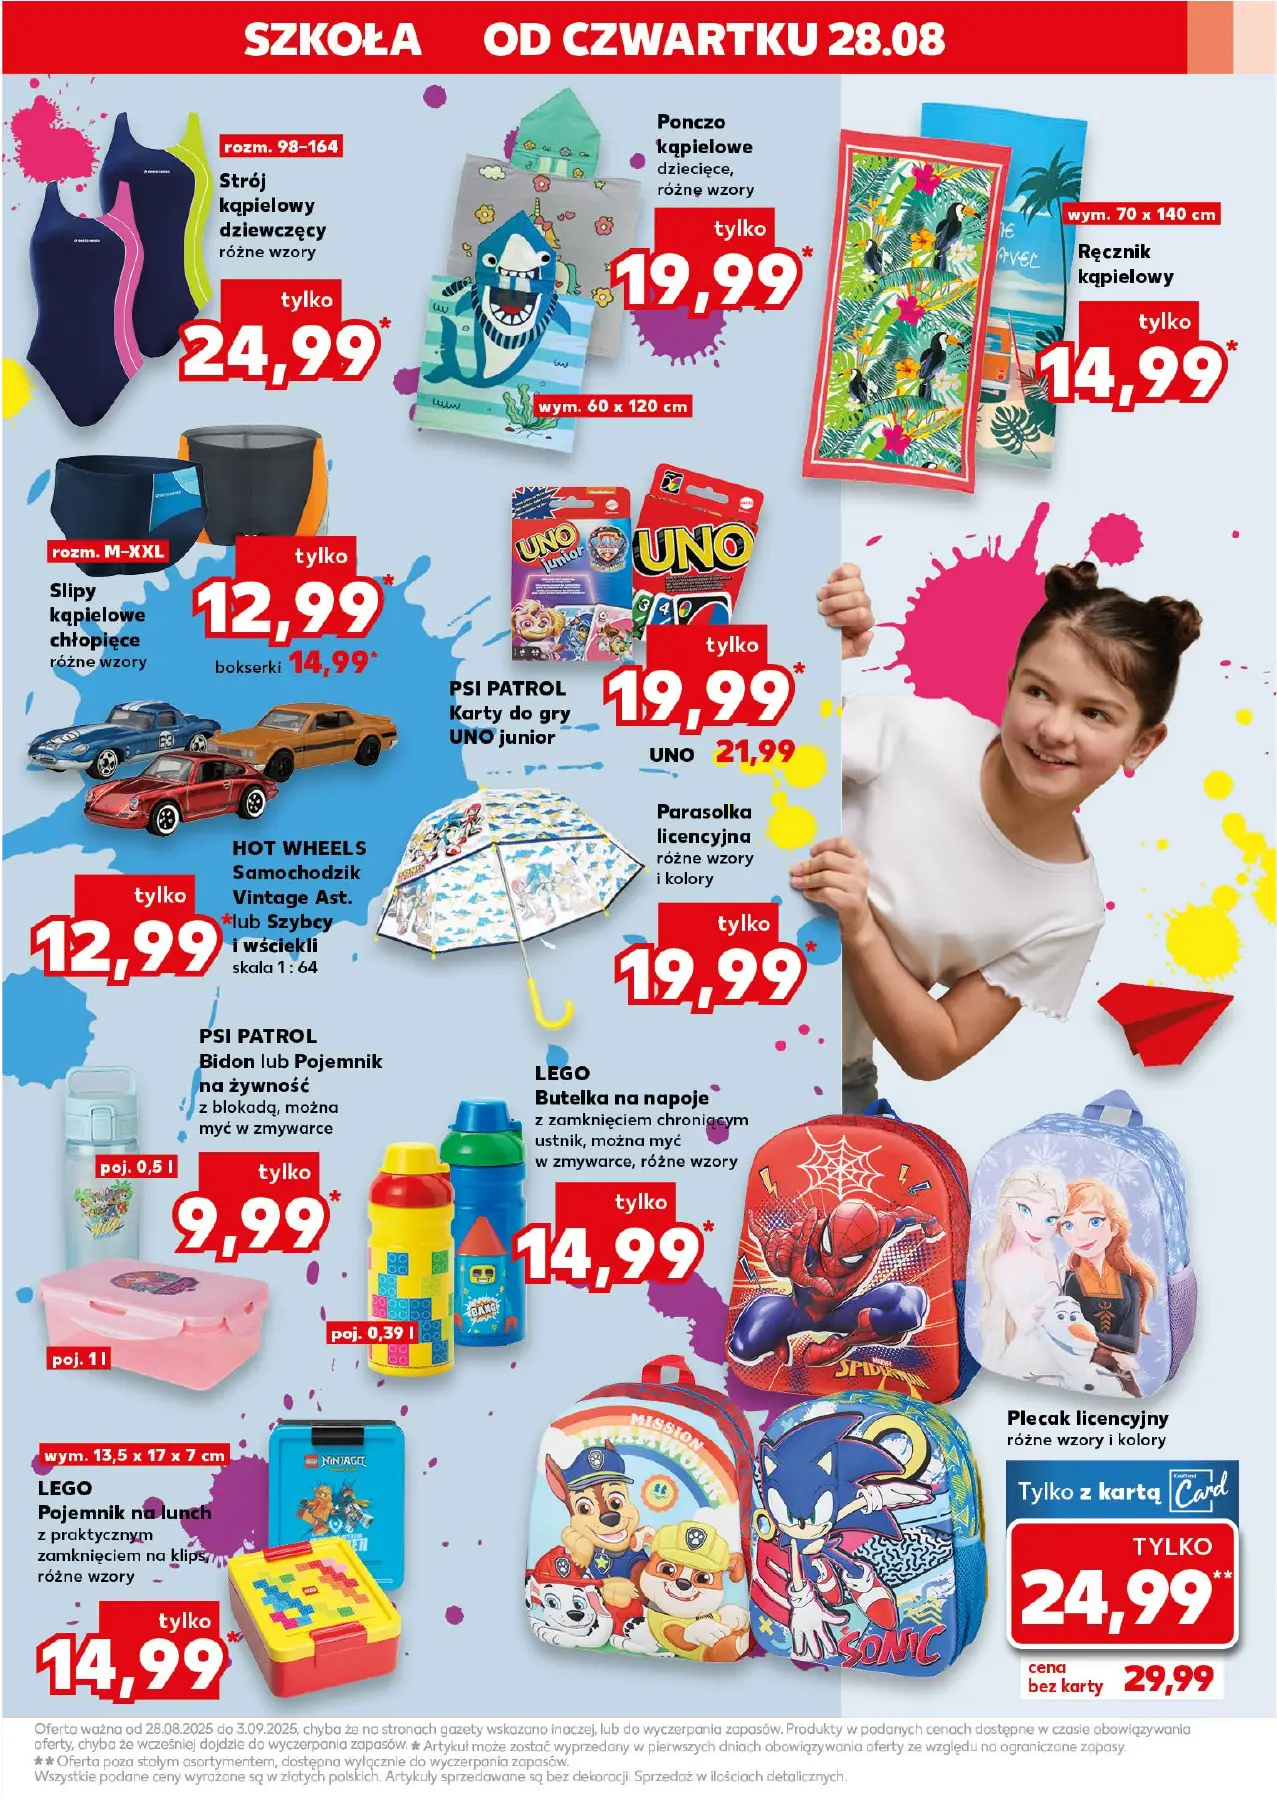 SZKOŁA OD CZWARTKU 28.08
rozm. 98–164
Strój
kąpielowy
dziewczęcy
różne wzory
tylko
24,99*
Ponczo
kąpielowe
dziecięce,
różne wzory
tylko
19,99*
wym. 60 x 120 cm
wym. 70 x 140 cm
Ręcznik
kąpielowy
tylko
14,99*
rozm. M–XXL
Slipy
kąpielowe
chłopięce
różne wzory
tylko
12,99*
bokserki 14,99*
UNO
junior
UNO
PSI PATROL
Karty do gry
UNO junior
tylko
19,99*
UNO 21,99
63
HOT WHEELS
Samochodzik
Vintage Ast.
lub Szybcy
i wściekli
skala 1 : 64
tylko
12,99*
Parasolka
licencyjna
różne wzory
i kolory
tylko
19,99*
PSI PATROL
Bidon lub Pojemnik
na żywność
z blokadą, można
myć w zmywarce
poj. 0,5 l
tylko
9,99*
poj. 1 l
LEGO
Butelka na napoje
z zamknięciem chroniącym
ustnik, można myć
w zmywarce, różne wzory
tylko
14,99*
BANG!
poj. 0,39 l
SPIDER-MAN
wym. 13,5 x 17 x 7 cm
LEGO
Pojemnik na lunch
z praktycznym
zamknięciem na klips,
różne wzory
tylko
14,99*
NINJAGO
MISSION
TEAMWORK
SONIC
Plecak licencyjny
różne wzory i kolory
Tylko z kartą Kaufland Card
TYLKO
24,99**
cena
bez karty 29,99
Oferta ważna od 28.08.2025 do 3.09.2025, chyba że na stronach gazety wskazano inaczej, lub do wyczerpania zapasów. Produkty w podanych cenach dostępne w czasie obowiązywania
oferty, chyba że wcześniej dojdzie do wyczerpania zapasów. * Artykuł może zostać wyprzedany w pierwszych dniach obowiązywania oferty ze względu na ograniczone zapasy.
** Oferta poza stałym asortymentem, dostępna wyłącznie do wyczerpania zapasów.
Wszystkie podane ceny wyrażone są w złotych polskich. Artykuły sprzedawane są bez dekoracji. Sprzedaż w ilościach detalicznych.